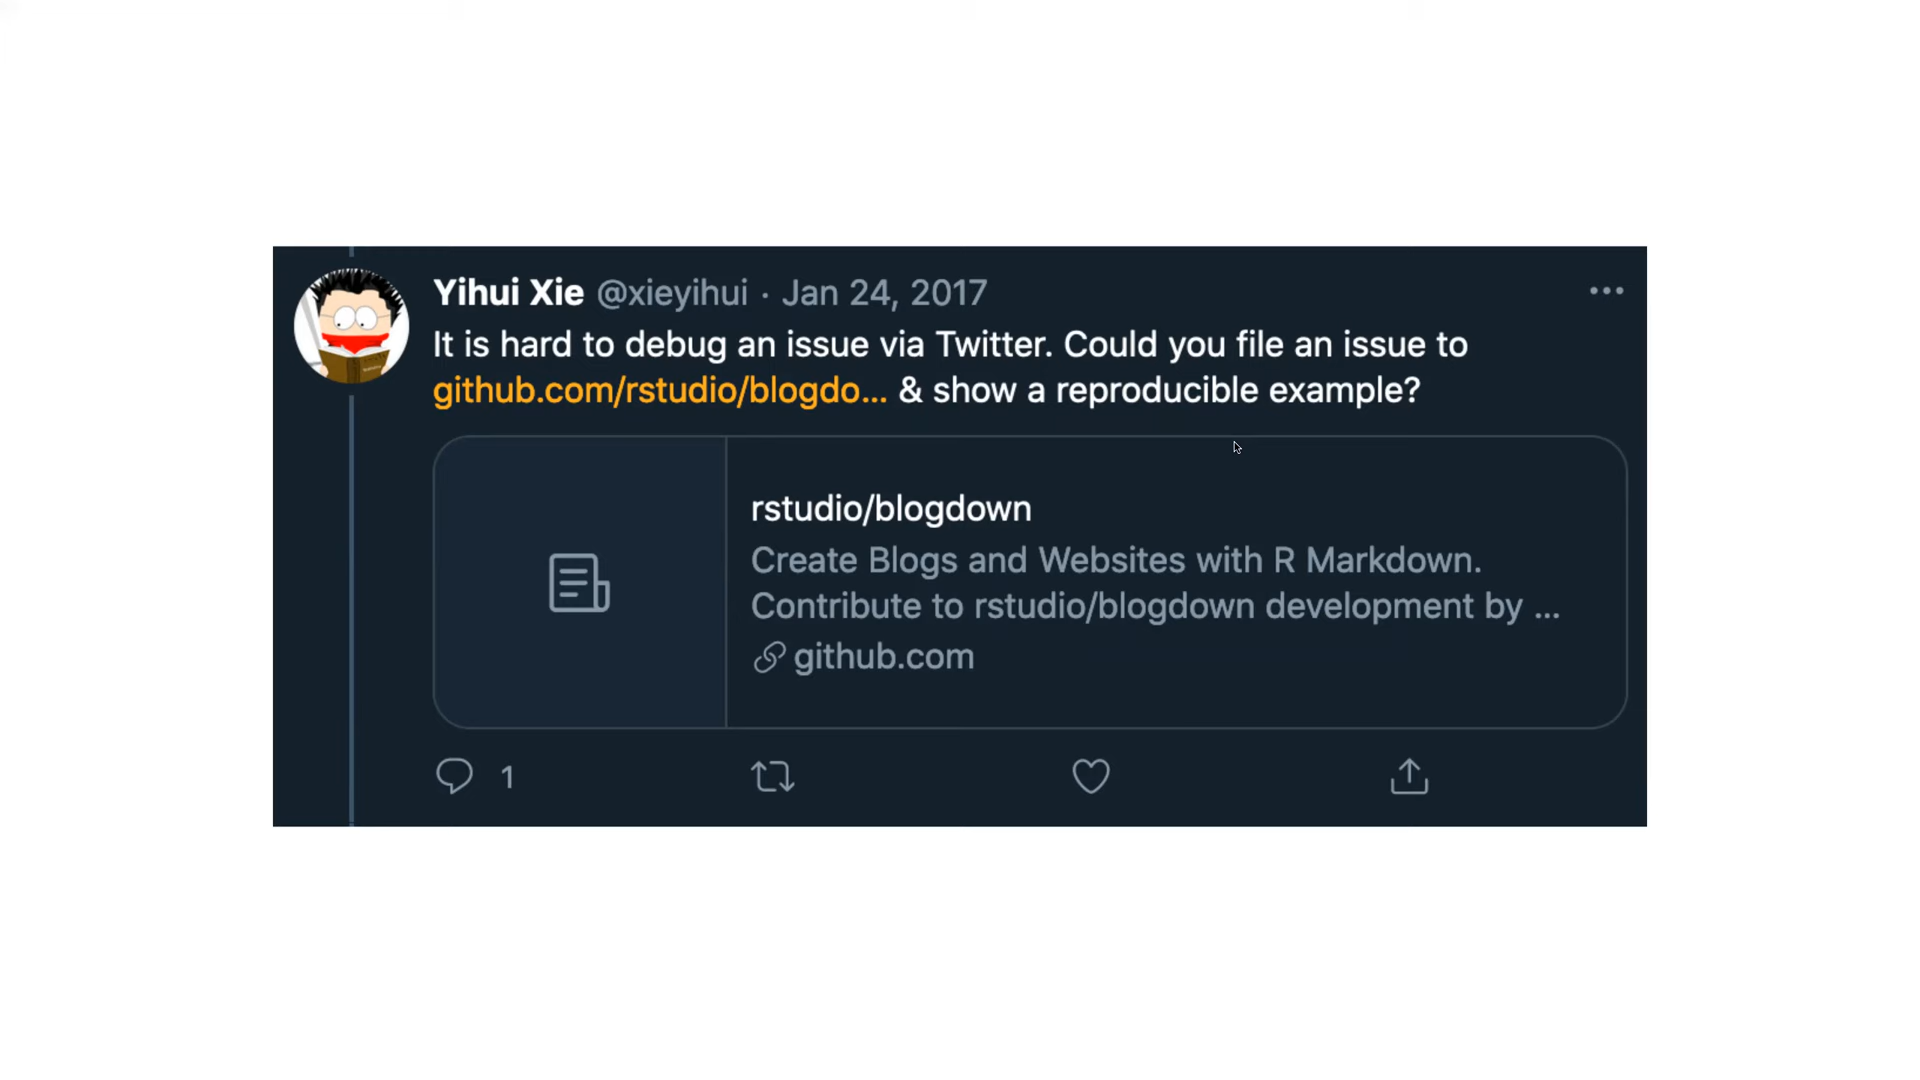 Yihui Xie @xieyihui · Jan 24, 2017
It is hard to debug an issue via Twitter. Could you file an issue to
github.com/rstudio/blogdo... & show a reproducible example?
rstudio/blogdown
Create Blogs and Websites with R Markdown.
Contribute to rstudio/blogdown development by ...
github.com
1